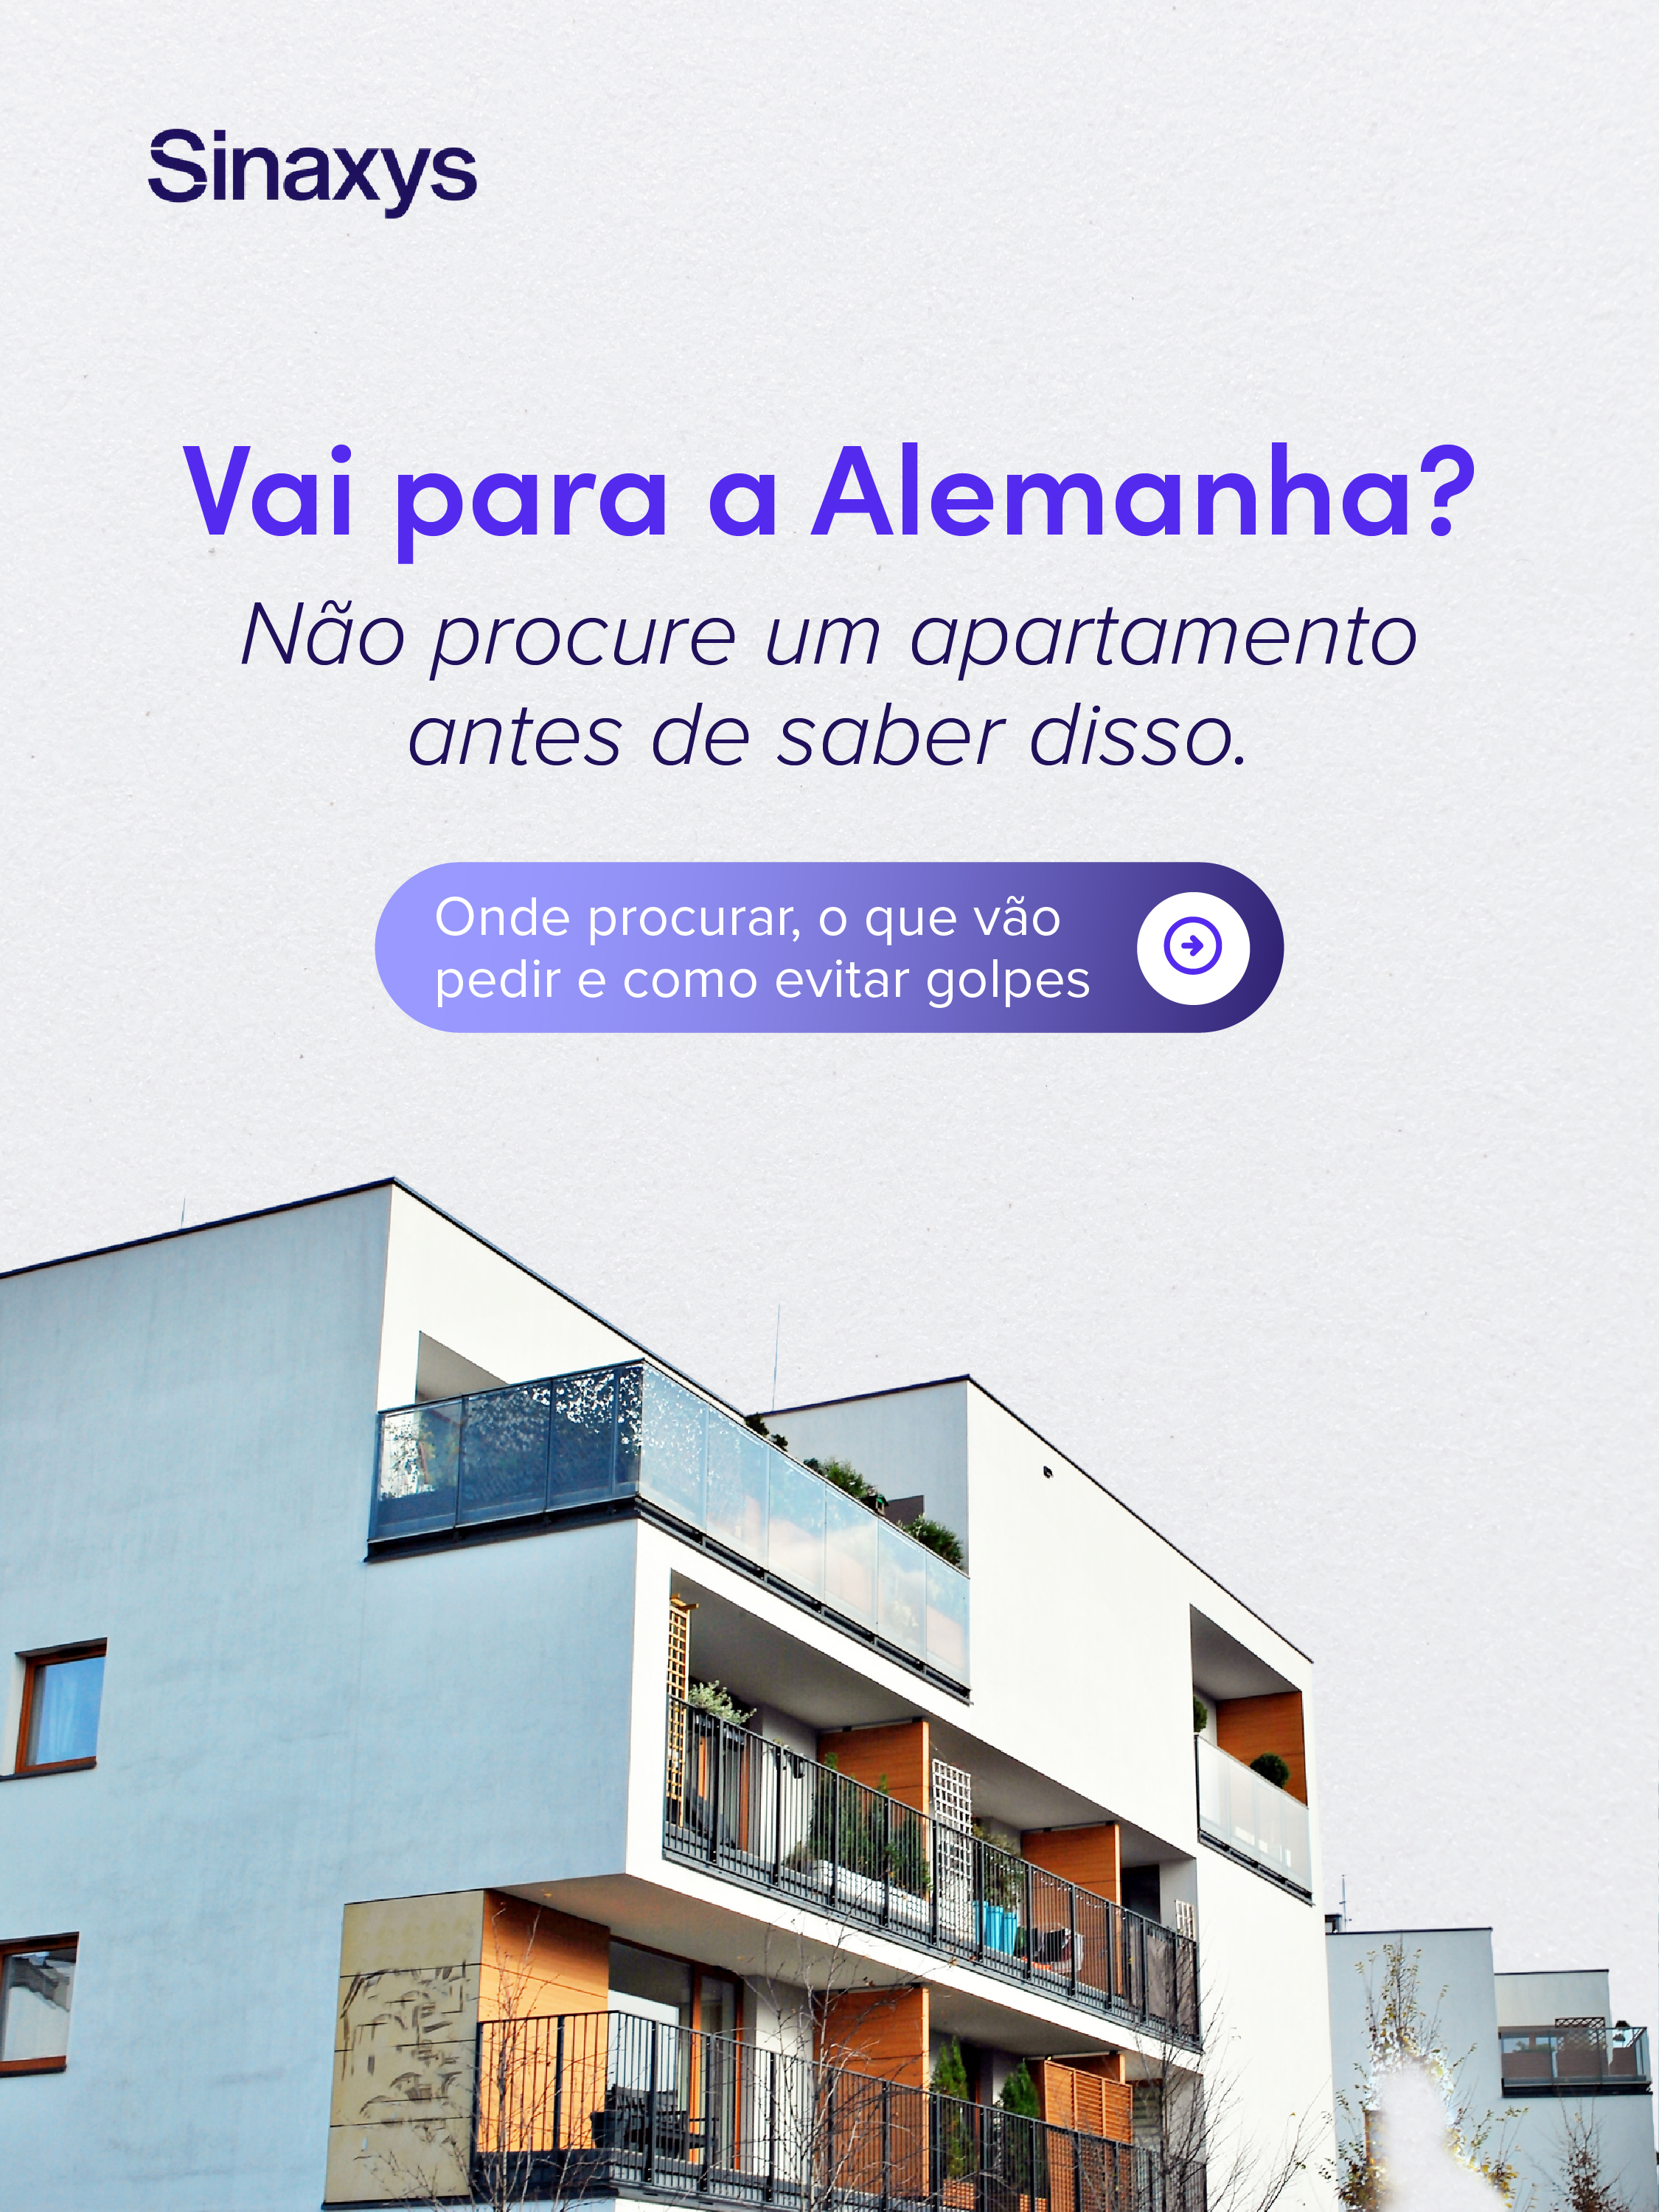 Sinaxys
Vai para a Alemanha?
Não procure um apartamento
antes de saber disso.
Onde procurar, o que vão
pedir e como evitar golpes